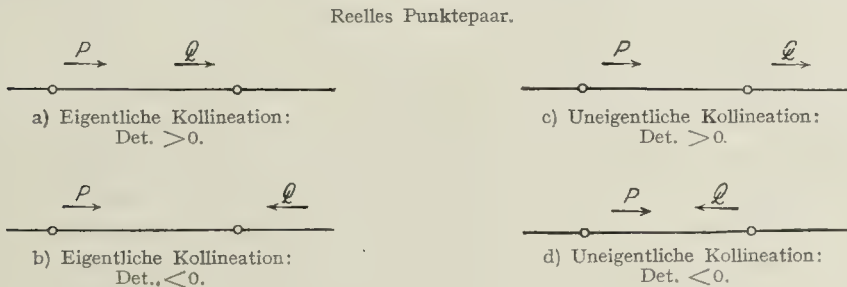 Reelles Punktepaar.
P Q
a) Eigentliche Kollineation:
Det. >0.
P Q
c) Uneigentliche Kollineation:
Det. >0.
P Q
b) Eigentliche Kollineation:
Det., <0.
P Q
d) Uneigentliche Kollineation:
Det. <0.